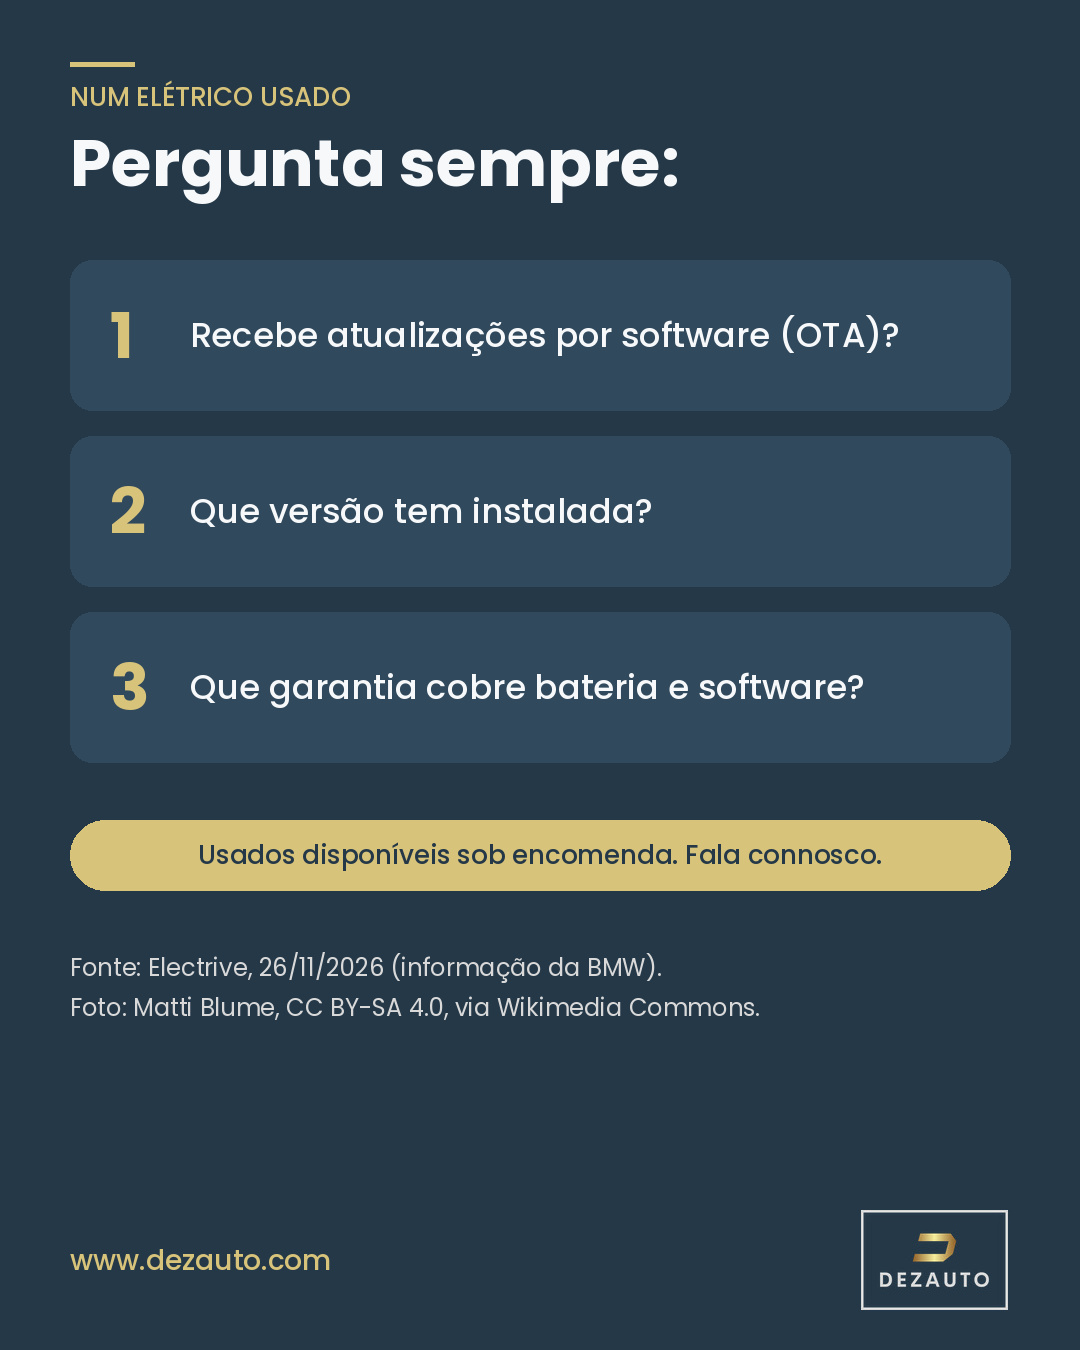 NUM ELÉTRICO USADO
Pergunta sempre:
1 Recebe atualizações por software (OTA)?
2 Que versão tem instalada?
3 Que garantia cobre bateria e software?
Usados disponíveis sob encomenda. Fala connosco.
Fonte: Electrive, 26/11/2026 (informação da BMW).
Foto: Matti Blume, CC BY-SA 4.0, via Wikimedia Commons.
www.dezauto.com
DEZAUTO